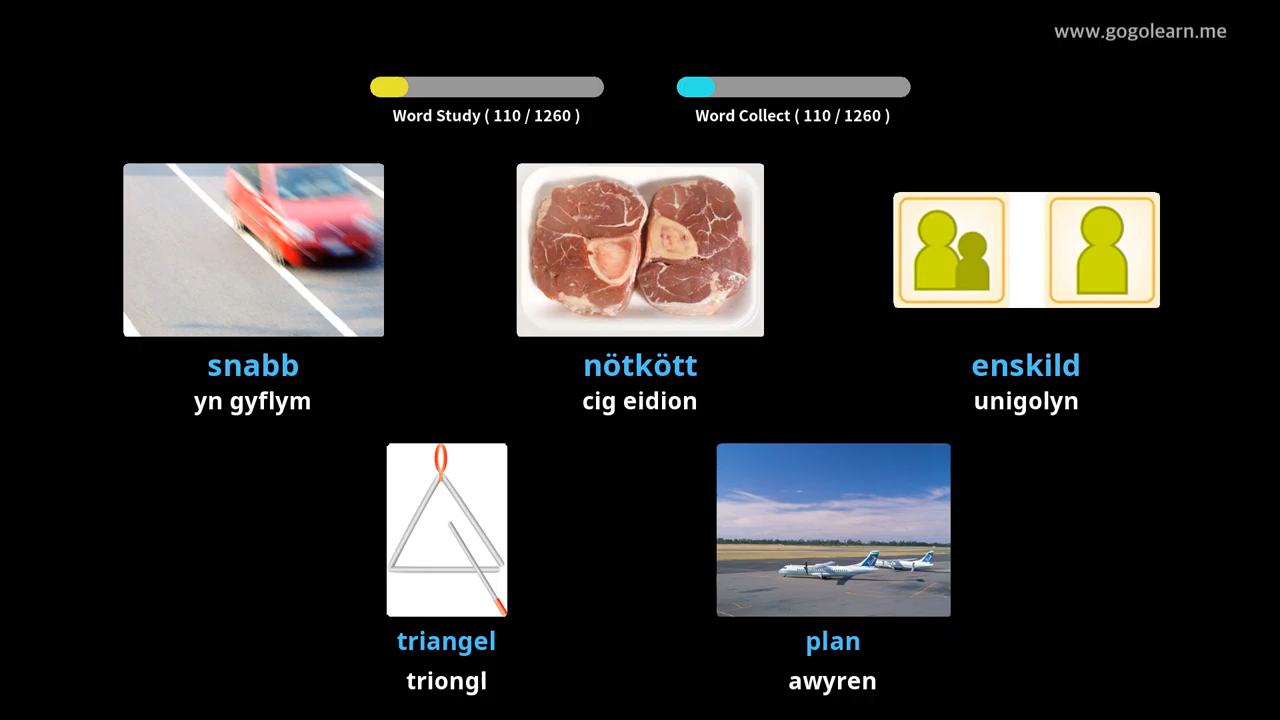 www.gogolearn.me
Word Study ( 110 / 1260 )
Word Collect ( 110 / 1260 )
snabb
nötkött
enskild
yn gyflym
cig eidion
unigolyn
triangel
plan
triongl
awyren